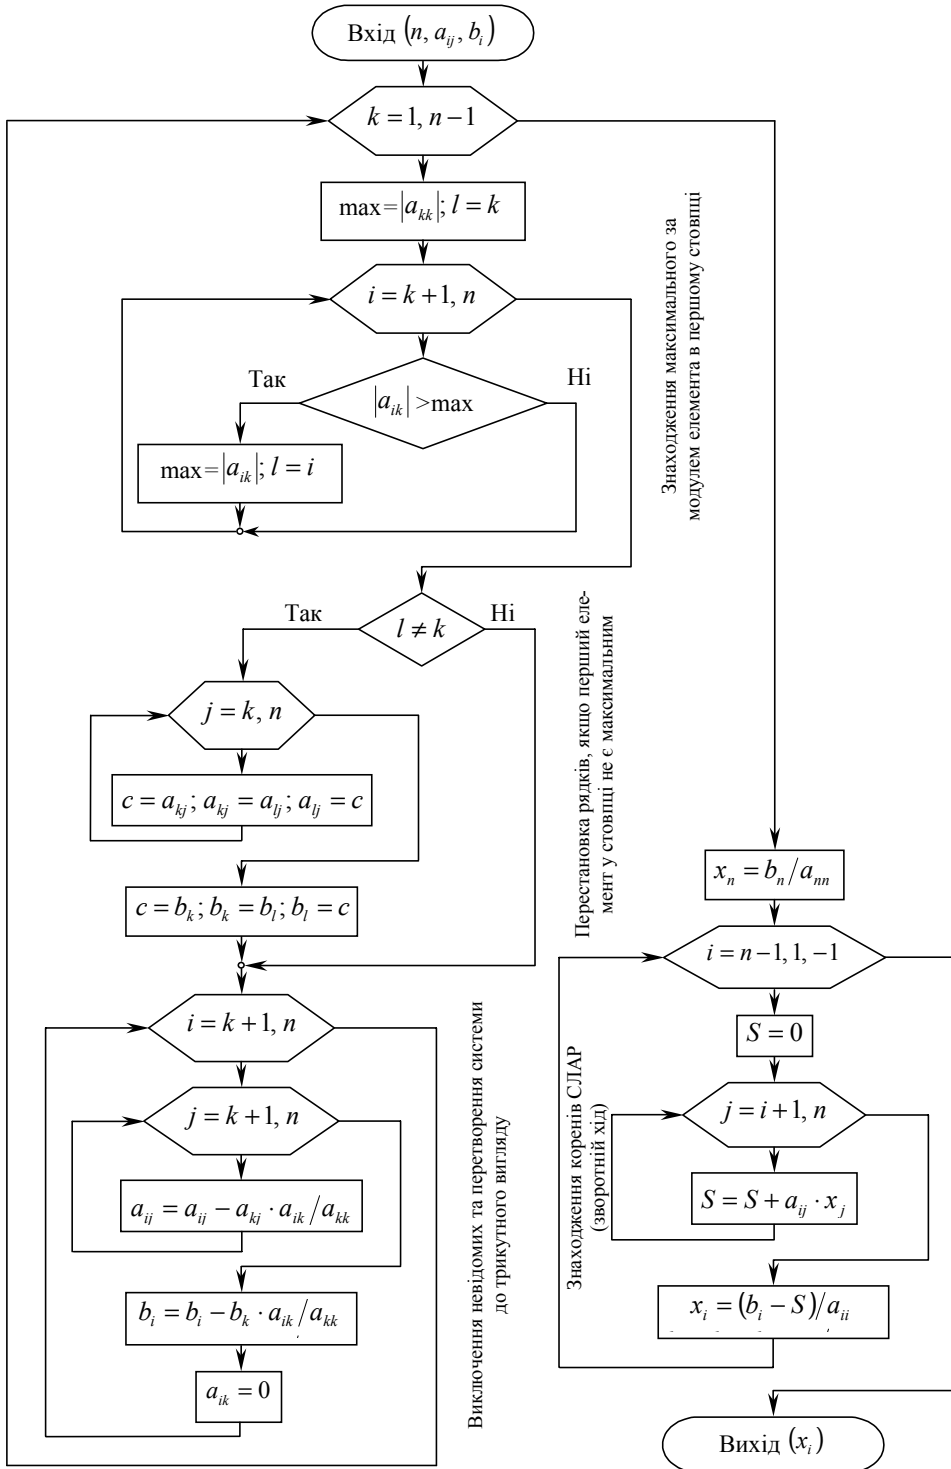 Вхід (n, a_ij, b_i)
k = 1, n − 1
max = |a_kk|; l = k
i = k + 1, n
Так
Ні
|a_ik| > max
max = |a_ik|; l = i
Знаходження максимального за
модулем елемента в першому стовпці
Так
Ні
l ≠ k
j = k, n
c = a_kj; a_kj = a_lj; a_lj = c
c = b_k; b_k = b_l; b_l = c
Перестановка рядків, якщо перший еле-
мент у стовпці не є максимальним
i = k + 1, n
j = k + 1, n
a_ij = a_ij − a_kj · a_ik / a_kk
b_i = b_i − b_k · a_ik / a_kk
a_ik = 0
Виключення невідомих та перетворення системи
до трикутного вигляду
x_n = b_n / a_nn
i = n − 1, 1, −1
S = 0
j = i + 1, n
S = S + a_ij · x_j
x_i = (b_i − S) / a_ii
Знаходження коренів СЛАР
(зворотній хід)
Вихід (x_i)